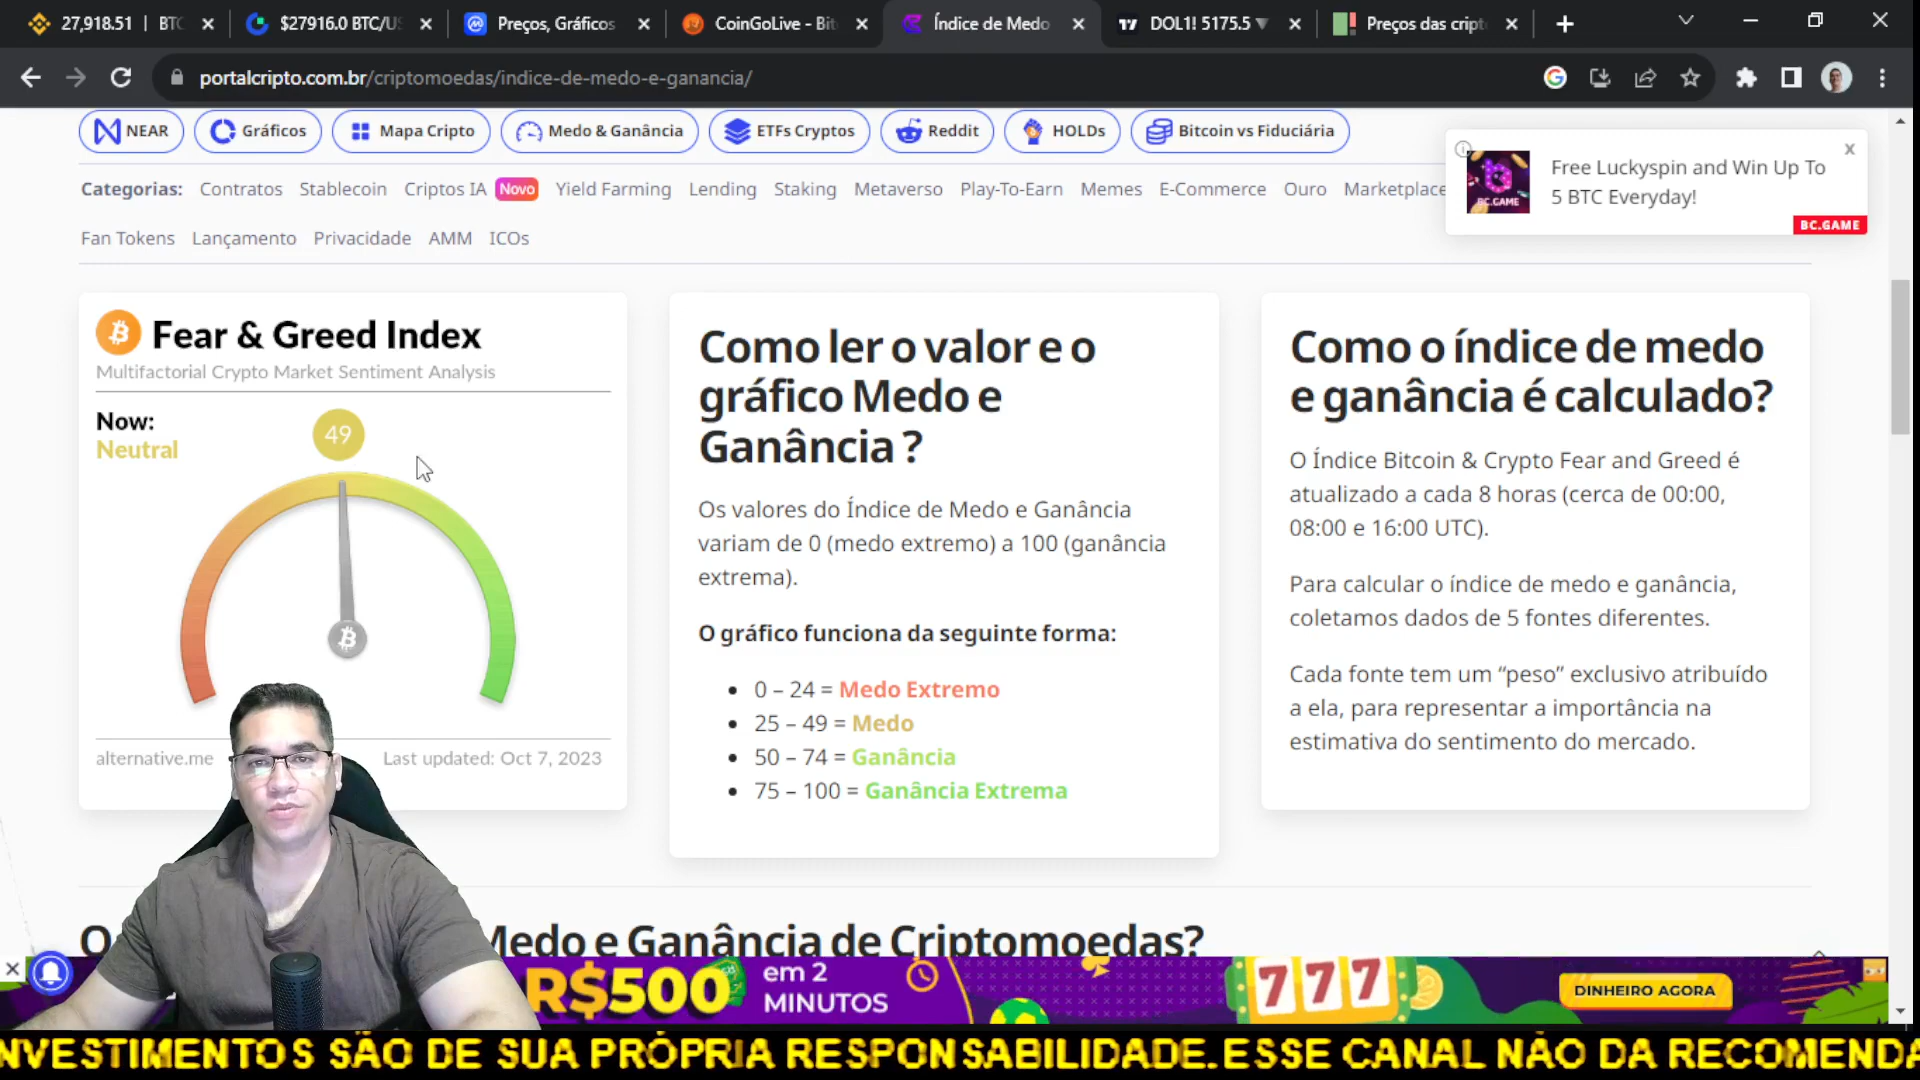 27,918.51 | BTC
$27916.0 BTC/US
Preços, Gráficos
CoinGoLive - Bit
Índice de Medo
DOL1! 5175.5 ▼
Preços das cript
portalcripto.com.br/criptomoedas/indice-de-medo-e-ganancia/
NEAR
Gráficos
Mapa Cripto
Medo & Ganância
ETFs Cryptos
Reddit
HOLDs
Bitcoin vs Fiduciária
Categorias: Contratos Stablecoin Criptos IA Novo Yield Farming Lending Staking Metaverso Play-To-Earn Memes E-Commerce Ouro Marketplace
Fan Tokens Lançamento Privacidade AMM ICOs
Free Luckyspin and Win Up To
5 BTC Everyday!
BC.GAME
BC.GAME
Fear & Greed Index
Multifactorial Crypto Market Sentiment Analysis
Now:
Neutral
49
alternative.me
Last updated: Oct 7, 2023
Como ler o valor e o
gráfico Medo e
Ganância ?
Os valores do Índice de Medo e Ganância
variam de 0 (medo extremo) a 100 (ganância
extrema).
O gráfico funciona da seguinte forma:
0 – 24 = Medo Extremo
25 – 49 = Medo
50 – 74 = Ganância
75 – 100 = Ganância Extrema
Como o índice de medo
e ganância é calculado?
O Índice Bitcoin & Crypto Fear and Greed é
atualizado a cada 8 horas (cerca de 00:00,
08:00 e 16:00 UTC).
Para calcular o índice de medo e ganância,
coletamos dados de 5 fontes diferentes.
Cada fonte tem um “peso” exclusivo atribuído
a ela, para representar a importância na
estimativa do sentimento do mercado.
Medo e Ganância de Criptomoedas?
R$500
em 2
MINUTOS
777
DINHEIRO AGORA
NVESTIMENTOS SÃO DE SUA PRÓPRIA RESPONSABILIDADE.ESSE CANAL NÃO DA RECOMENDA